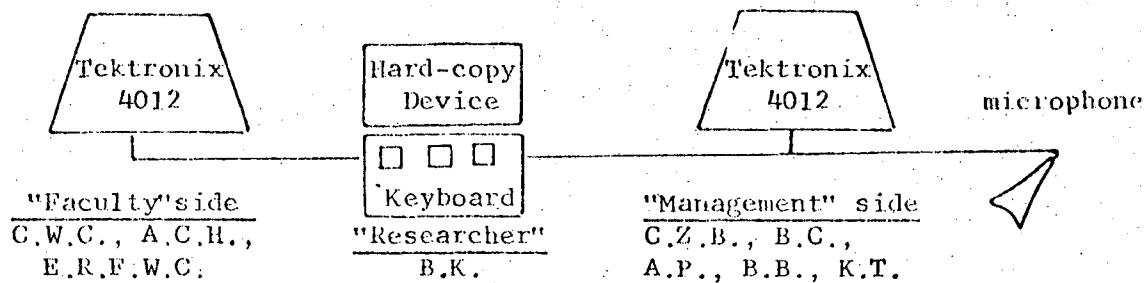 Tektronix
4012
Hard-copy
Device
Tektronix
4012
microphone
Keyboard
"Faculty" side
C.W.C., A.C.H.,
E.R.F.W.C.
"Researcher"
B.K.
"Management" side
C.Z.B., B.C.,
A.P., B.B., K.T.